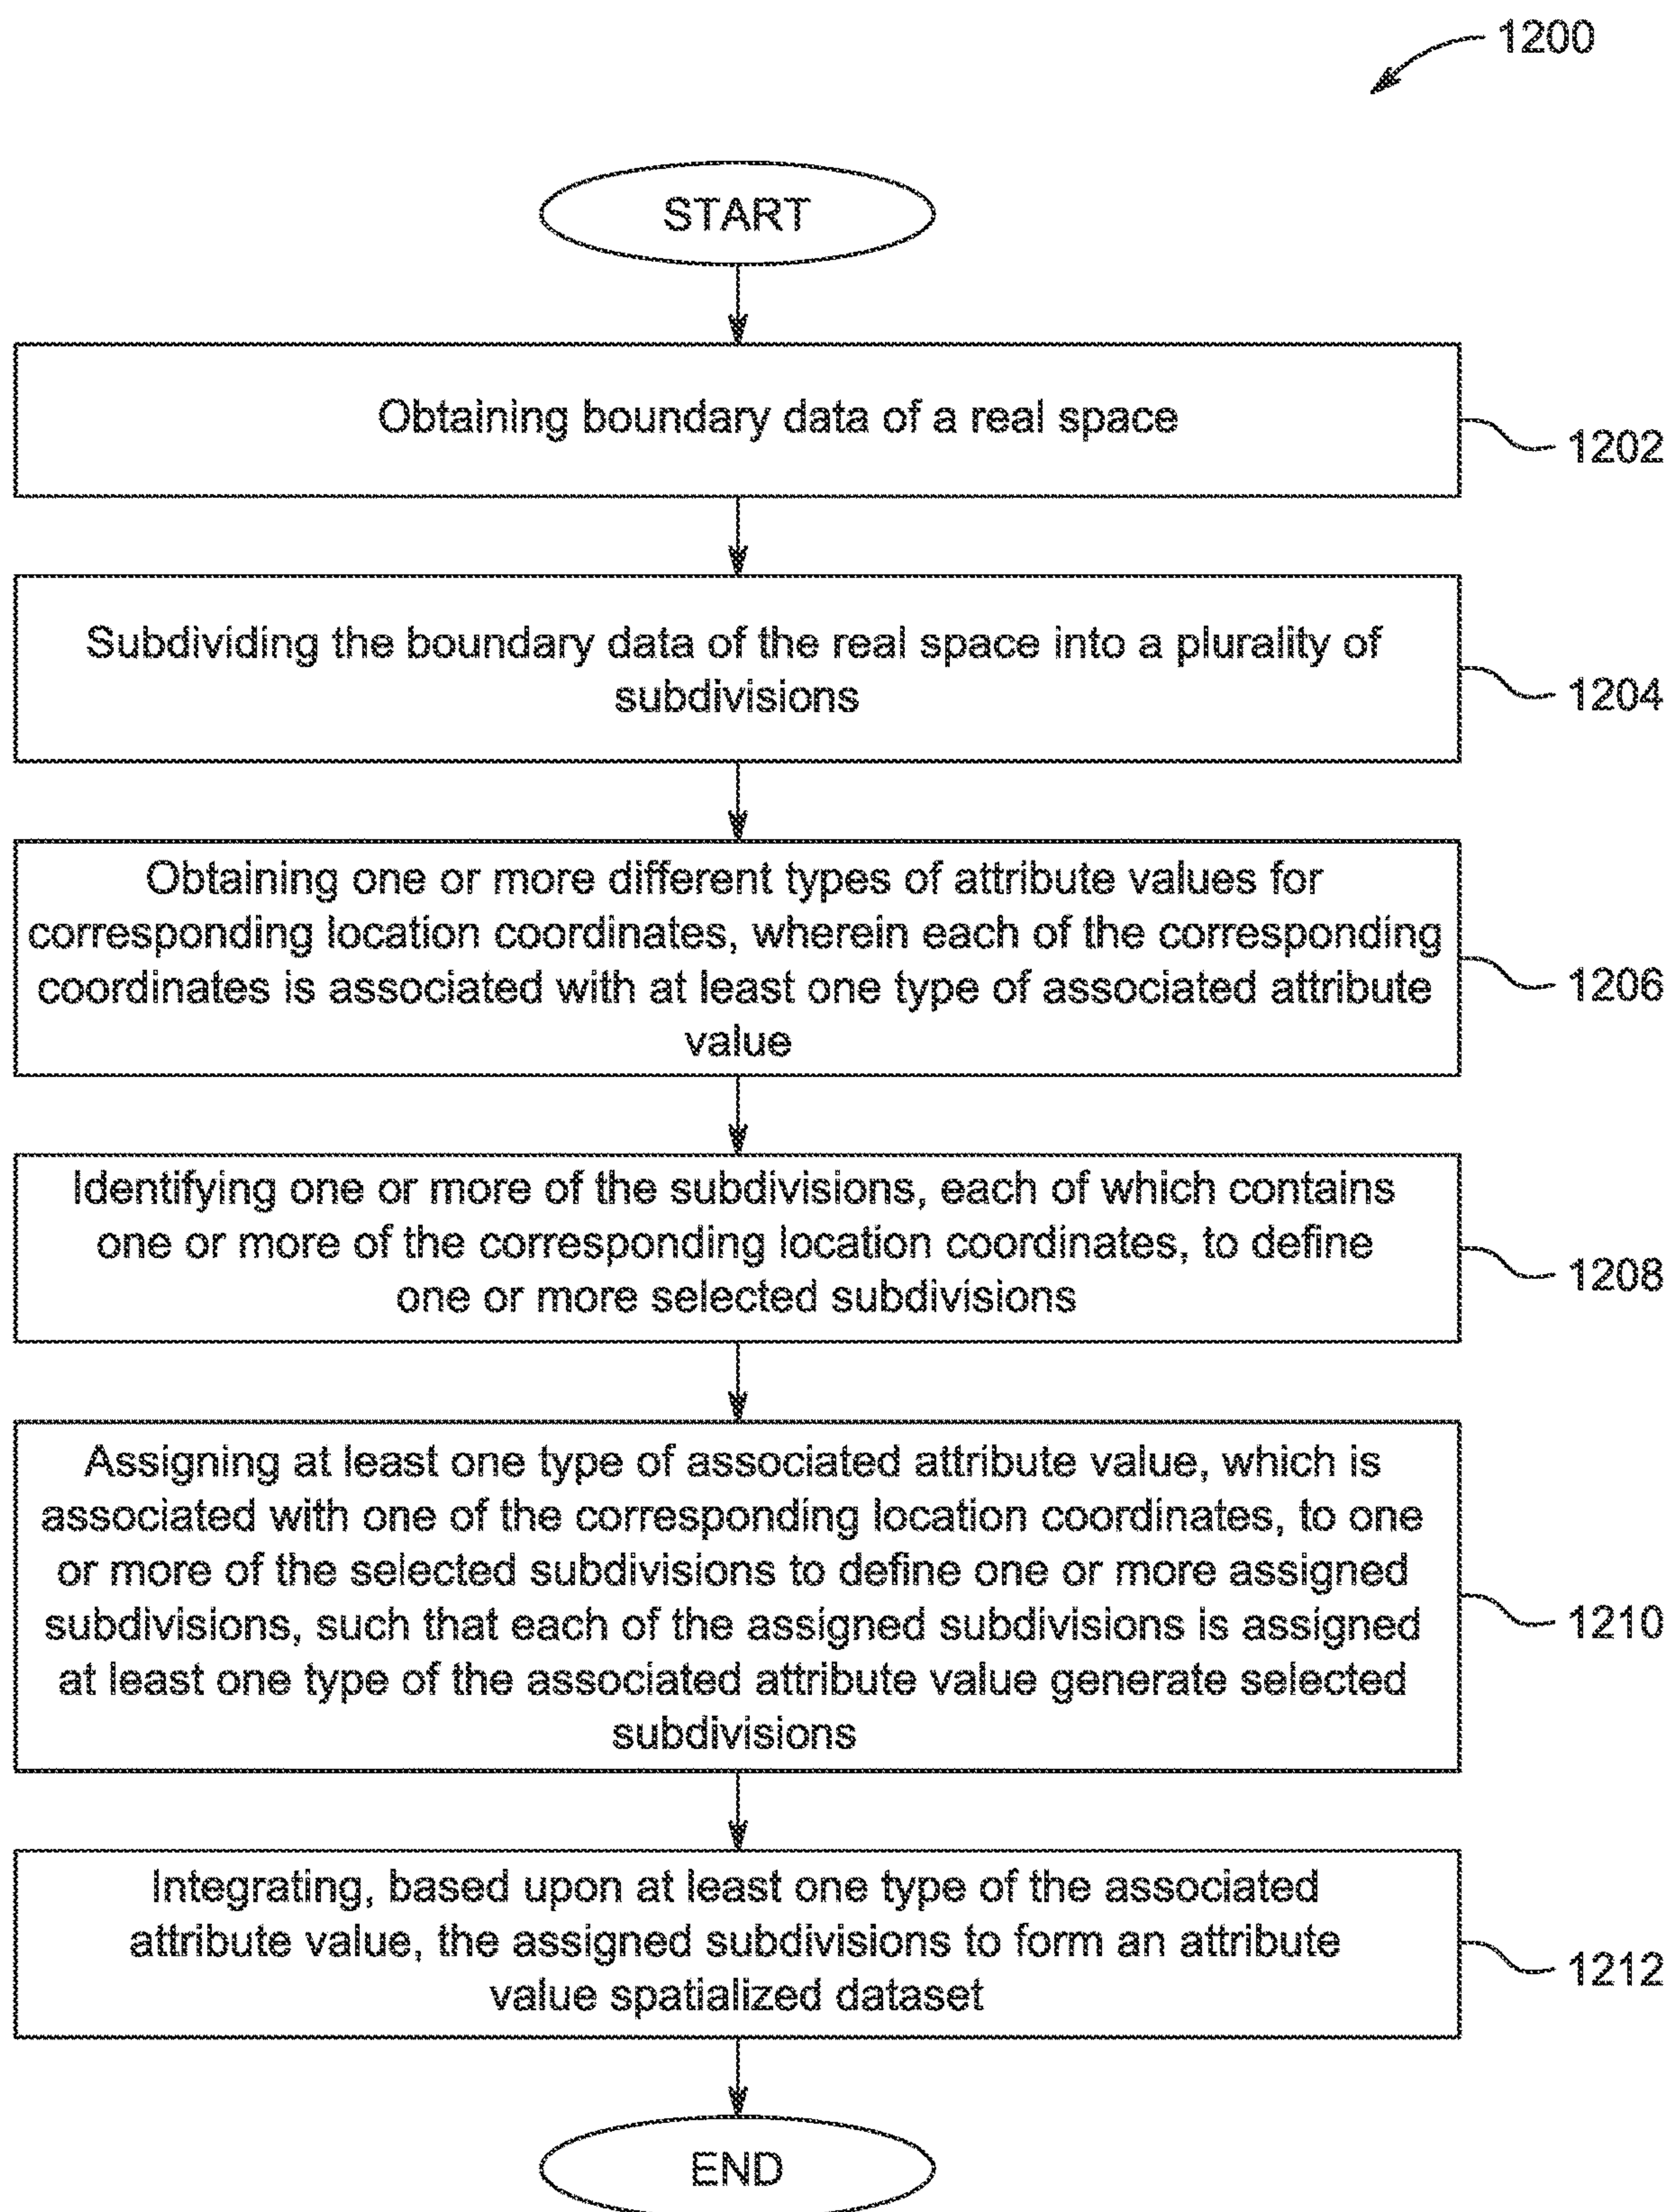 1200
START
Obtaining boundary data of a real space
1202
Subdividing the boundary data of the real space into a plurality of
subdivisions
1204
Obtaining one or more different types of attribute values for
corresponding location coordinates, wherein each of the corresponding
coordinates is associated with at least one type of associated attribute
value
1206
Identifying one or more of the subdivisions, each of which contains
one or more of the corresponding location coordinates, to define
one or more selected subdivisions
1208
Assigning at least one type of associated attribute value, which is
associated with one of the corresponding location coordinates, to one
or more of the selected subdivisions to define one or more assigned
subdivisions, such that each of the assigned subdivisions is assigned
at least one type of the associated attribute value generate selected
subdivisions
1210
Integrating, based upon at least one type of the associated
attribute value, the assigned subdivisions to form an attribute
value spatialized dataset
1212
END